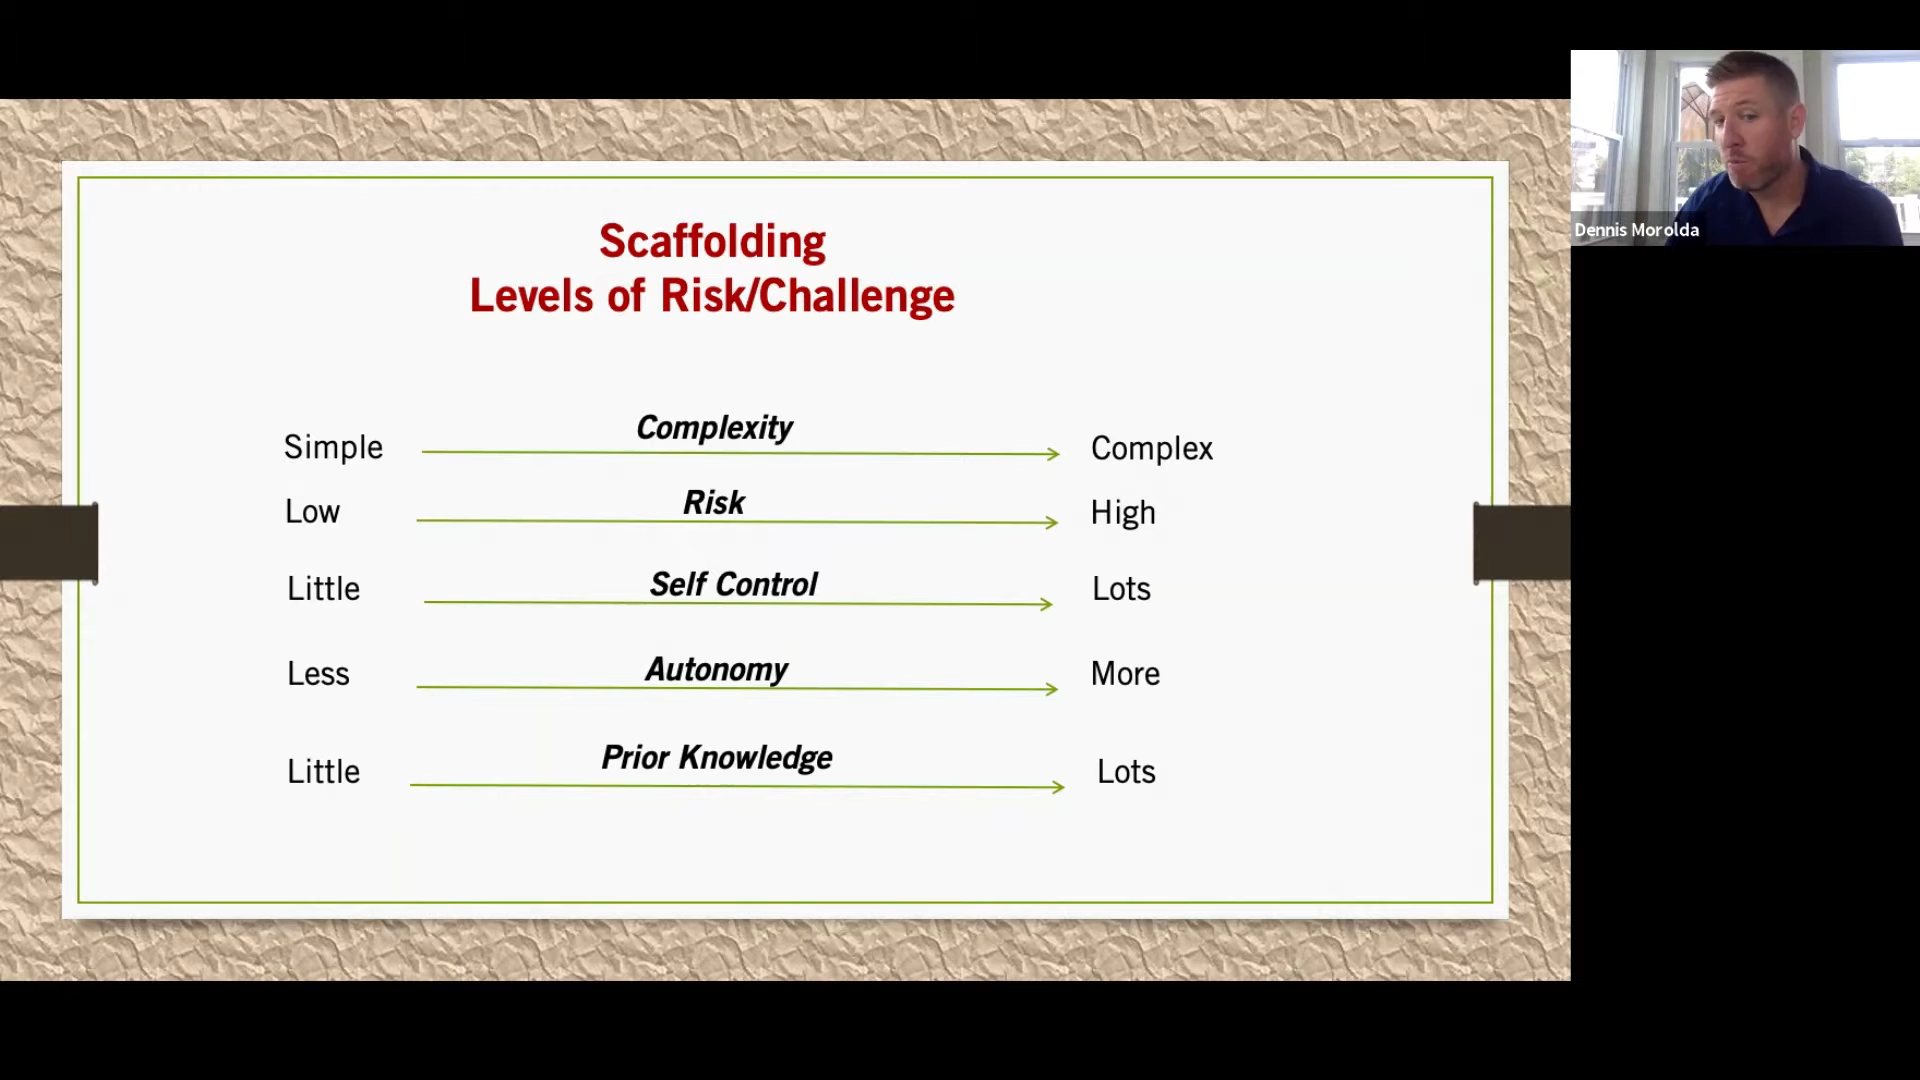 Scaffolding
Levels of Risk/Challenge
Simple Complexity Complex
Low Risk High
Little Self Control Lots
Less Autonomy More
Little Prior Knowledge Lots
Dennis Morolda